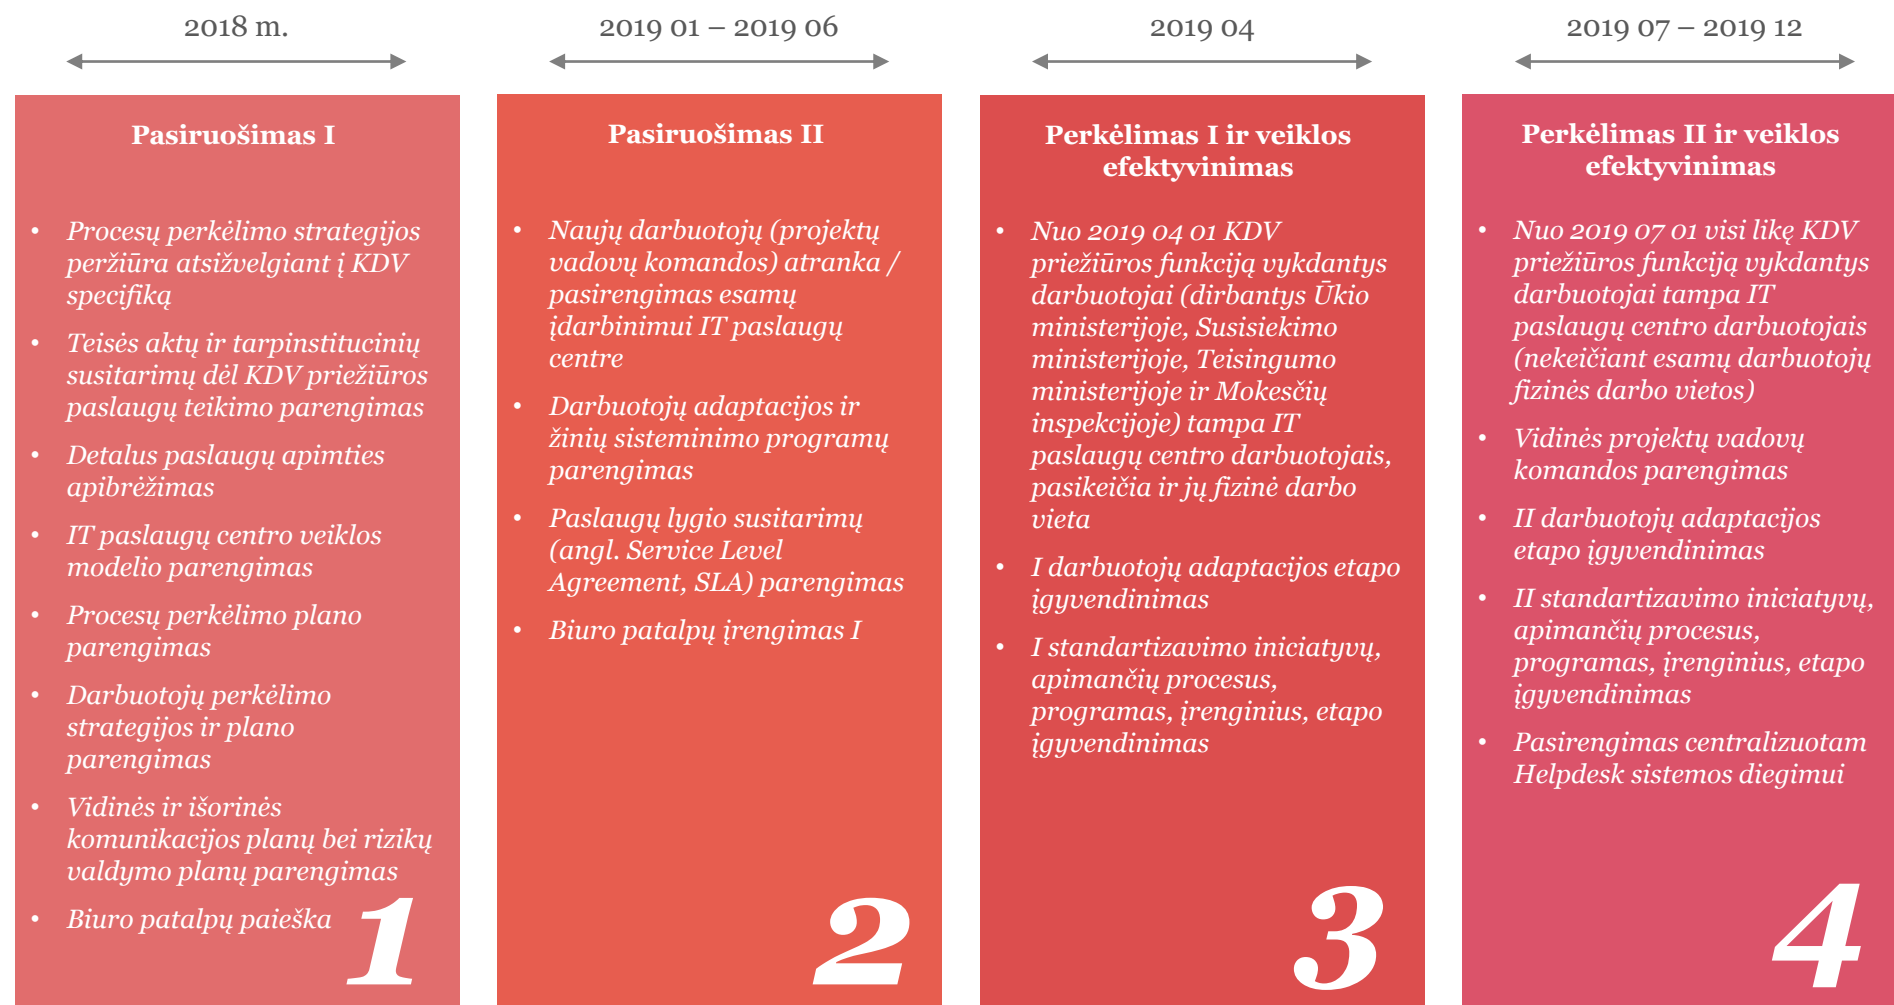 2018 m.
Pasiruošimas I
• Procesų perkėlimo strategijos
peržiūra atsižvelgiant į KDV
specifiką
• Teisės aktų ir tarpinstitucinių
susitarimų dėl KDV priežiūros
paslaugų teikimo parengimas
• Detalus paslaugų apimties
apibrėžimas
• IT paslaugų centro veiklos
modelio parengimas
• Procesų perkėlimo plano
parengimas
• Darbuotojų perkėlimo
strategijos ir plano
parengimas
• Vidinės ir išorinės
komunikacijos planų bei rizikų
valdymo planų parengimas
• Biuro patalpų paieška
1
2019 01 – 2019 06
Pasiruošimas II
• Naujų darbuotojų (projektų
vadovų komandos) atranka /
pasirengimas esamų
įdarbinimui IT paslaugų
centre
• Darbuotojų adaptacijos ir
žinių sisteminimo programų
parengimas
• Paslaugų lygio susitarimų
(angl. Service Level
Agreement, SLA) parengimas
• Biuro patalpų įrengimas I
2
2019 04
Perkėlimas I ir veiklos
efektyvinimas
• Nuo 2019 04 01 KDV
priežiūros funkciją vykdantys
darbuotojai (dirbantys Ūkio
ministerijoje, Susisiekimo
ministerijoje, Teisingumo
ministerijoje ir Mokesčių
inspekcijoje) tampa IT
paslaugų centro darbuotojais,
pasikeičia ir jų fizinė darbo
vieta
• I darbuotojų adaptacijos etapo
įgyvendinimas
• I standartizavimo iniciatyvų,
apimančių procesus,
programas, įrenginius, etapo
įgyvendinimas
3
2019 07 – 2019 12
Perkėlimas II ir veiklos
efektyvinimas
• Nuo 2019 07 01 visi likę KDV
priežiūros funkciją vykdantys
darbuotojai tampa IT
paslaugų centro darbuotojais
(nekeičiant esamų darbuotojų
fizinės darbo vietos)
• Vidinės projektų vadovų
komandos parengimas
• II darbuotojų adaptacijos
etapo įgyvendinimas
• II standartizavimo iniciatyvų,
apimančių procesus,
programas, įrenginius, etapo
įgyvendinimas
• Pasirengimas centralizuotam
Helpdesk sistemos diegimui
4